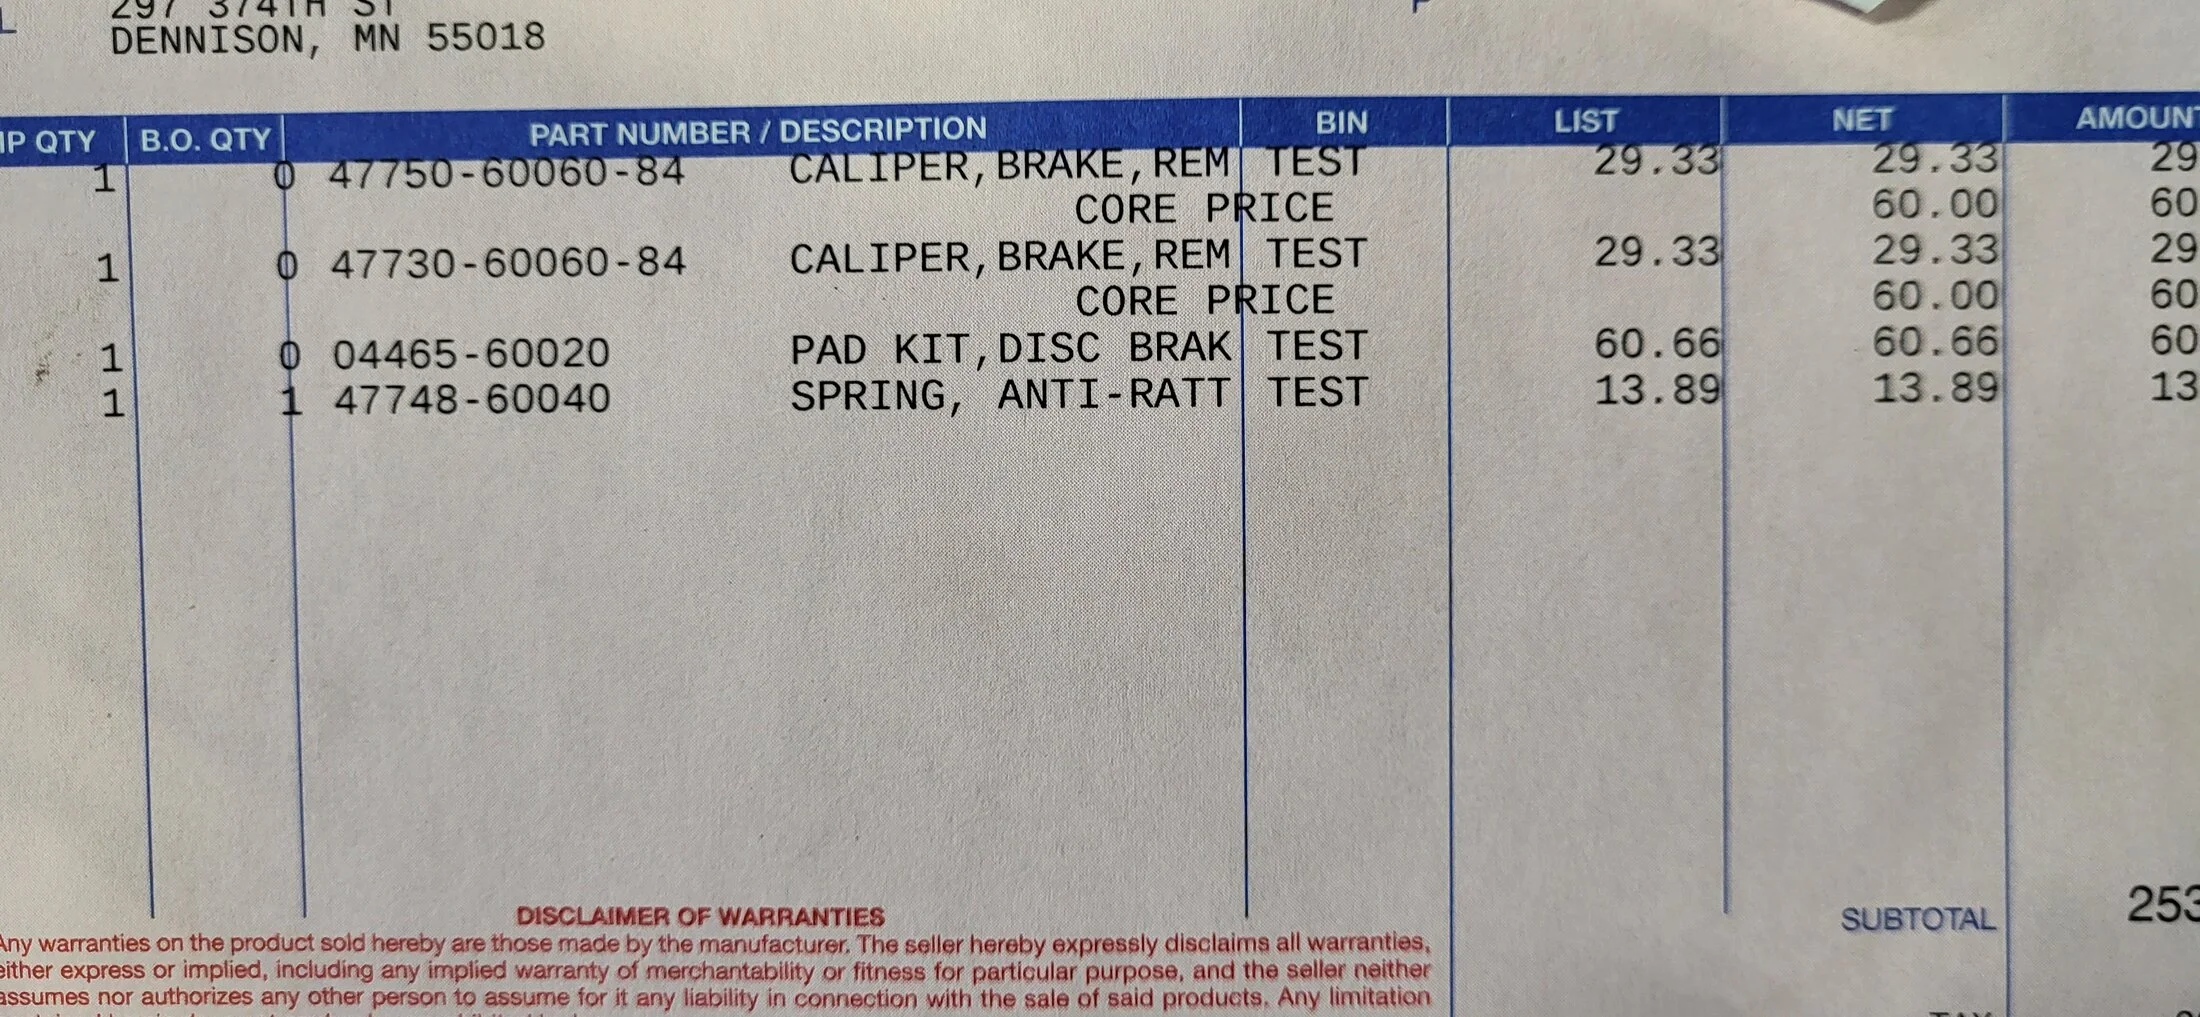 297 374TH ST
DENNISON, MN 55018
IP QTY B.O. QTY PART NUMBER / DESCRIPTION BIN LIST NET AMOUNT
1 0 47750-60060-84 CALIPER,BRAKE,REM TEST 29.33 29.33 29
CORE PRICE 60.00 60
1 0 47730-60060-84 CALIPER,BRAKE,REM TEST 29.33 29.33 29
CORE PRICE 60.00 60
1 0 04465-60020 PAD KIT,DISC BRAK TEST 60.66 60.66 60
1 1 47748-60040 SPRING, ANTI-RATT TEST 13.89 13.89 13
DISCLAIMER OF WARRANTIES
SUBTOTAL 253
Any warranties on the product sold hereby are those made by the manufacturer. The seller hereby expressly disclaims all warranties,
either express or implied, including any implied warranty of merchantability or fitness for particular purpose, and the seller neither
assumes nor authorizes any other person to assume for it any liability in connection with the sale of said products. Any limitation
TAX